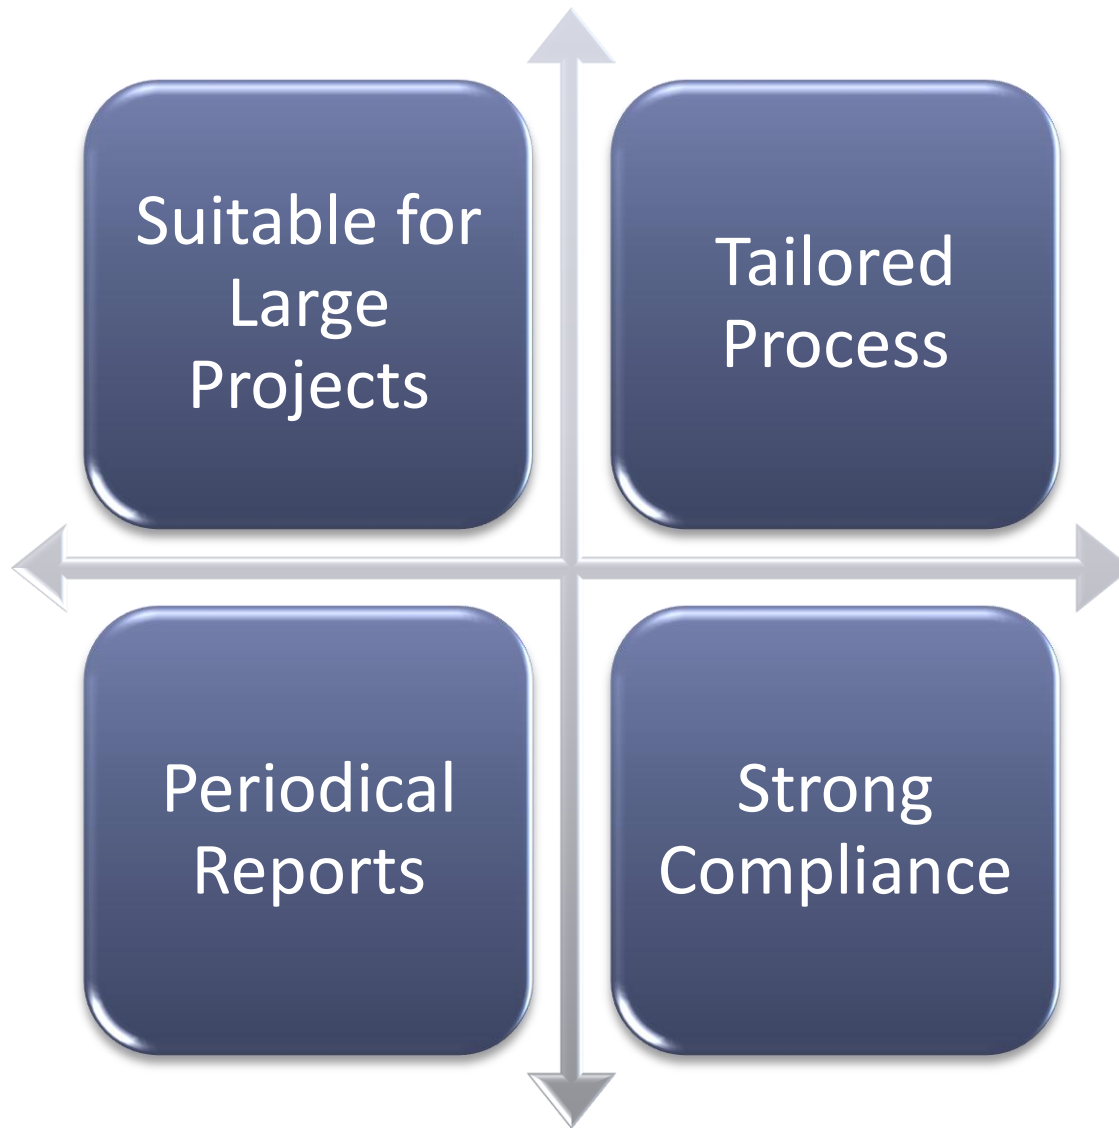 Suitable for
Large
Projects
Tailored
Process
Periodical
Reports
Strong
Compliance